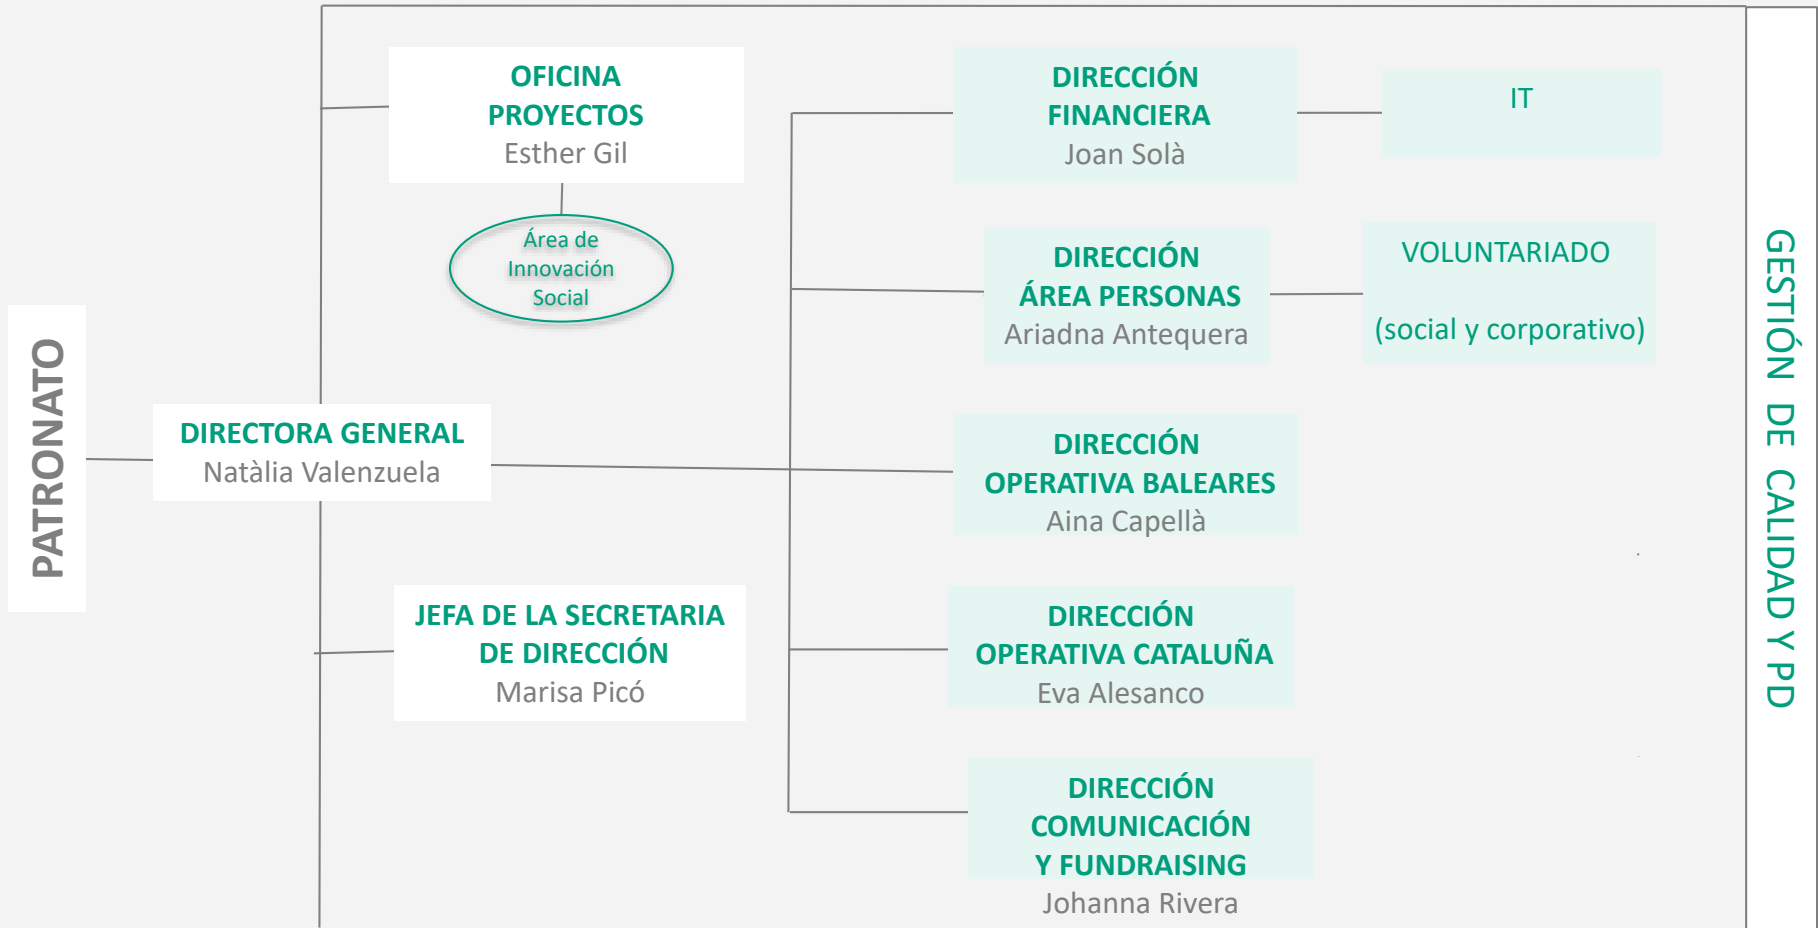 PATRONATO
DIRECTORA GENERAL
Natàlia Valenzuela
OFICINA
PROYECTOS
Esther Gil
Área de
Innovación
Social
JEFA DE LA SECRETARIA
DE DIRECCIÓN
Marisa Picó
DIRECCIÓN
FINANCIERA
Joan Solà
IT
DIRECCIÓN
ÁREA PERSONAS
Ariadna Antequera
VOLUNTARIADO
(social y corporativo)
DIRECCIÓN
OPERATIVA BALEARES
Aina Capellà
DIRECCIÓN
OPERATIVA CATALUÑA
Eva Alesanco
DIRECCIÓN
COMUNICACIÓN
Y FUNDRAISING
Johanna Rivera
GESTIÓN DE CALIDAD Y PD